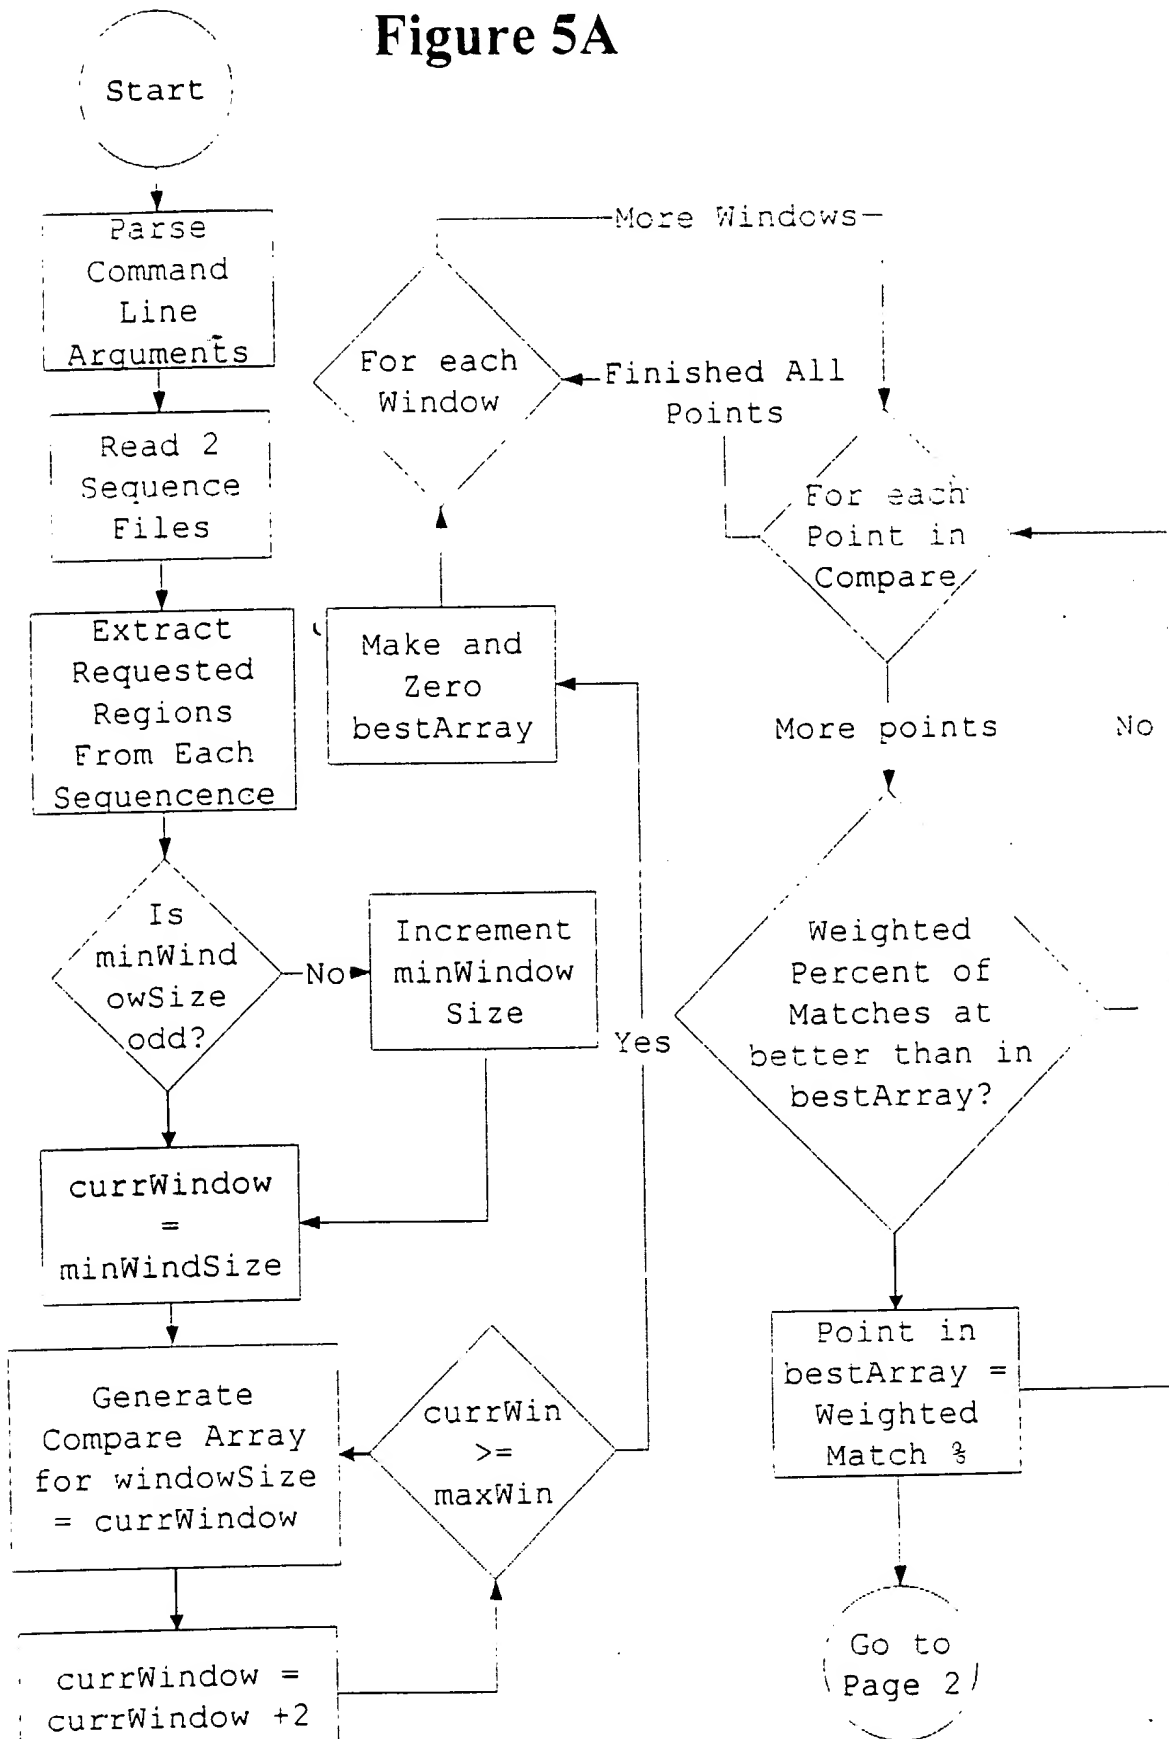 Figure 5A
Start
Parse
Command
Line
Arguments
Read 2
Sequence
Files
Extract
Requested
Regions
From Each
Sequencence
Is
minWind
owSize
odd?
No
Increment
minWindow
Size
currWindow
=
minWindSize
Generate
Compare Array
for windowSize
= currWindow
currWindow =
currWindow +2
currWin
>=
maxWin
Yes
Make and
Zero
bestArray
For each
Window
More Windows
Finished All
Points
For each
Point in
Compare
More points
No
Weighted
Percent of
Matches at
better than in
bestArray?
Point in
bestArray =
Weighted
Match %
Go to
Page 2